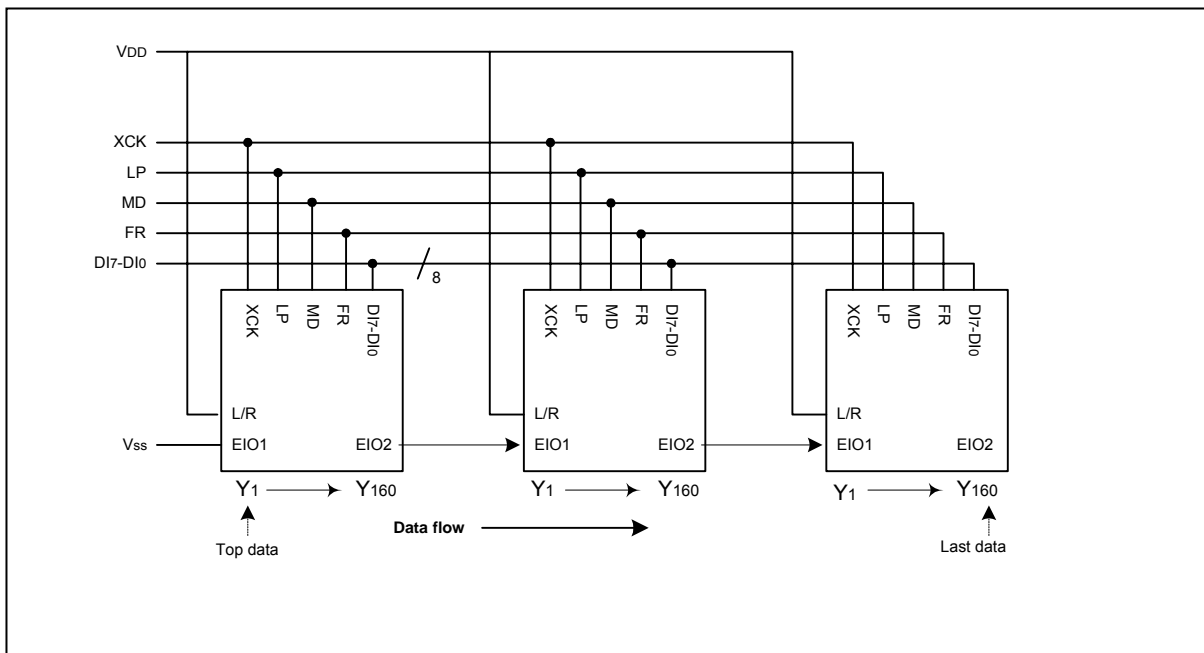 VDD
XCK
LP
MD
FR
DI7-DI0
8
XCK LP MD FR DI7-DI0
XCK LP MD FR DI7-DI0
XCK LP MD FR DI7-DI0
L/R
L/R
L/R
Vss
EIO1 EIO2
EIO1 EIO2
EIO1 EIO2
Y1 Y160
Y1 Y160
Y1 Y160
Top data
Data flow
Last data